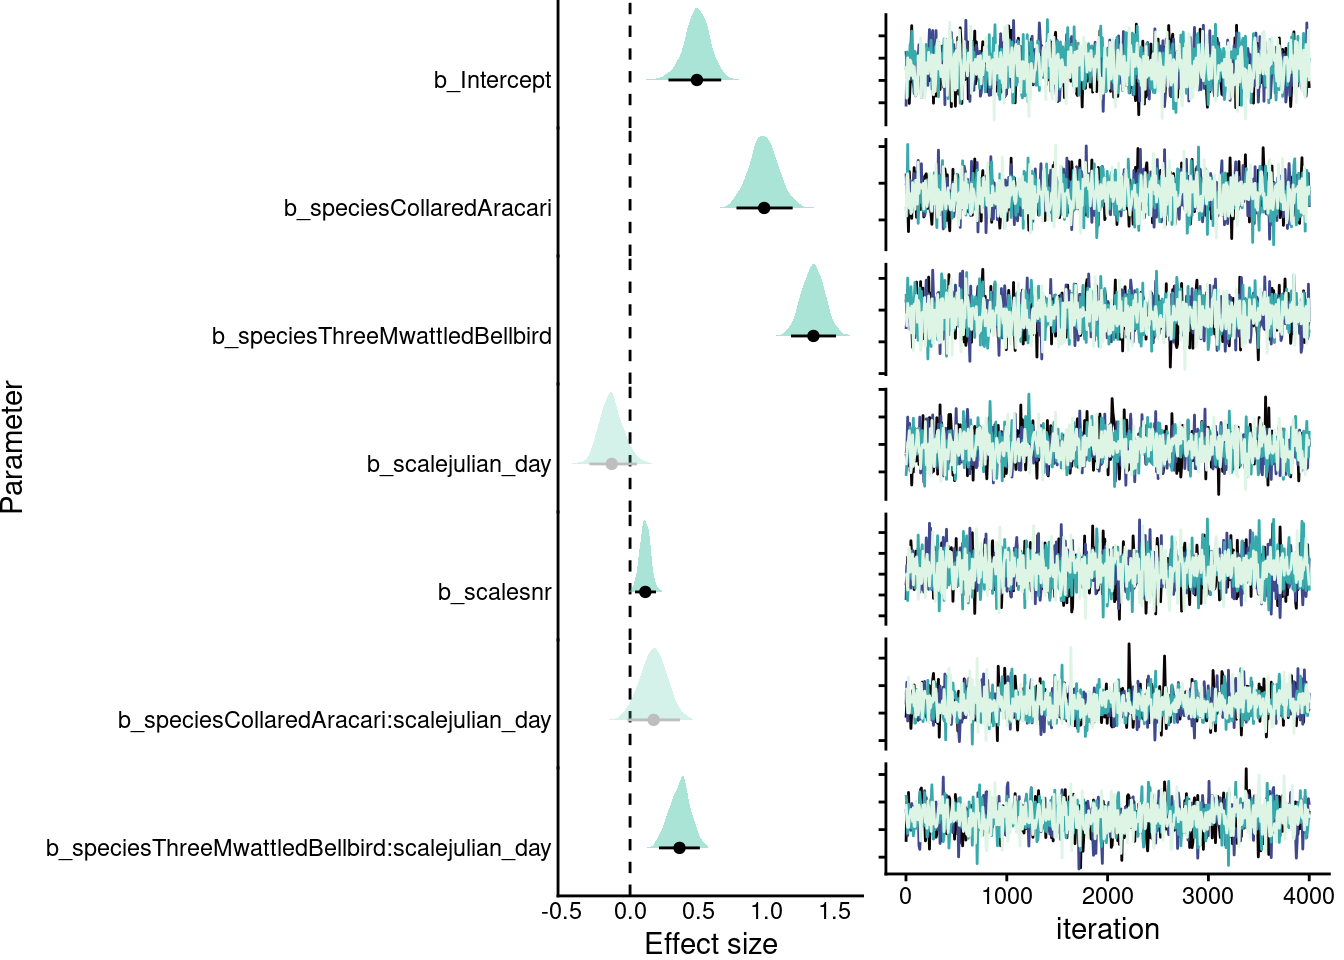 Parameter
b_Intercept
b_speciesCollaredAracari
b_speciesThreeMwattledBellbird
b_scalejulian_day
b_scalesnr
b_speciesCollaredAracari:scalejulian_day
b_speciesThreeMwattledBellbird:scalejulian_day
-0.5 0.0 0.5 1.0 1.5
Effect size
0 1000 2000 3000 4000
iteration